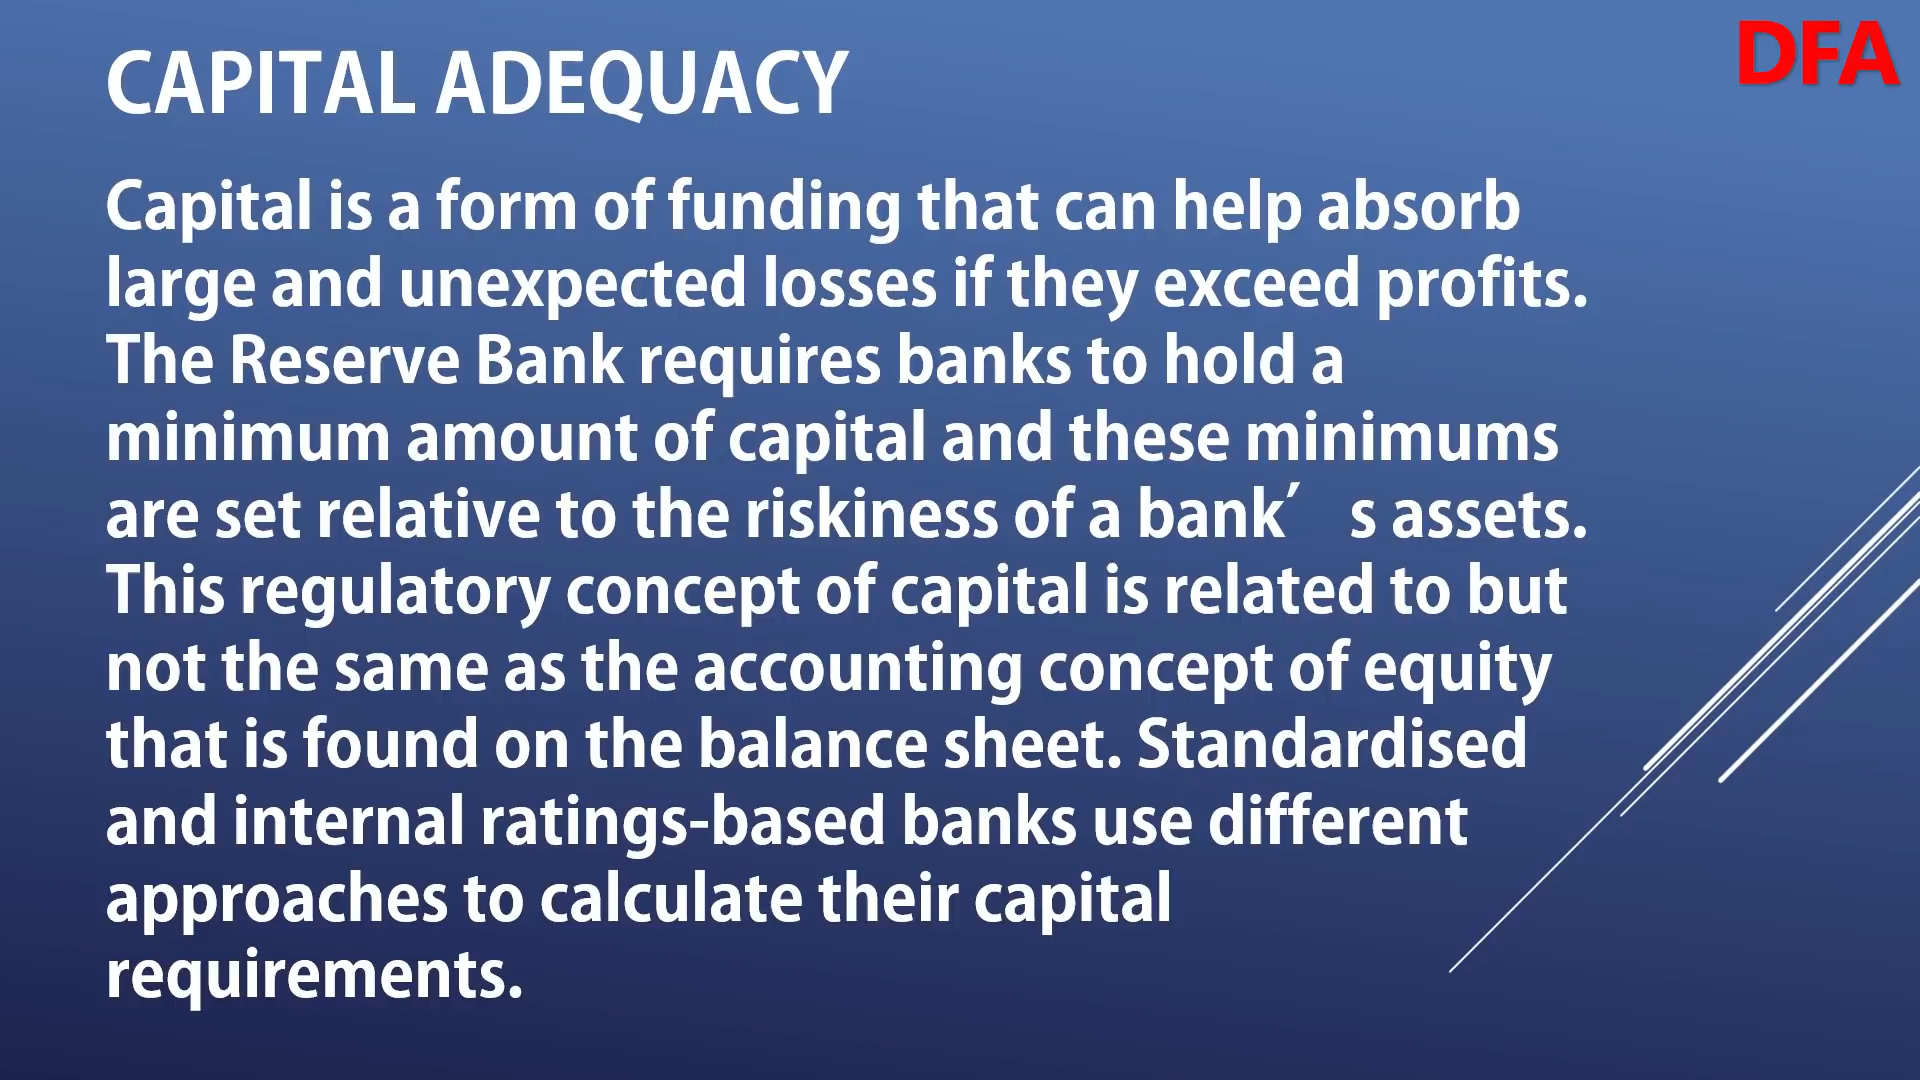 CAPITAL ADEQUACY
DFA
Capital is a form of funding that can help absorb
large and unexpected losses if they exceed profits.
The Reserve Bank requires banks to hold a
minimum amount of capital and these minimums
are set relative to the riskiness of a bank′ s assets.
This regulatory concept of capital is related to but
not the same as the accounting concept of equity
that is found on the balance sheet. Standardised
and internal ratings-based banks use different
approaches to calculate their capital
requirements.